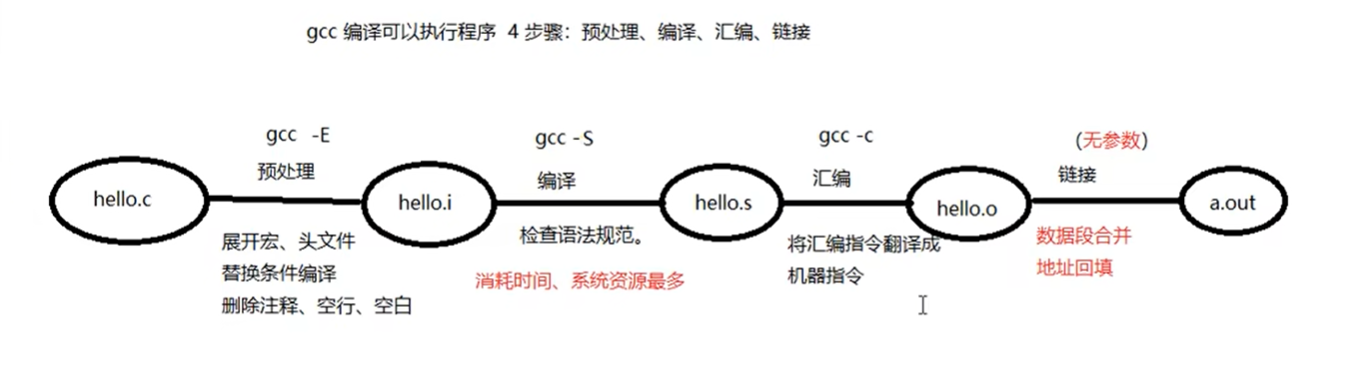 gcc 编译可以执行程序 4 步骤：预处理、编译、汇编、链接
gcc -E
gcc -S
gcc -c
(无参数)
预处理
编译
汇编
链接
hello.c
hello.i
hello.s
hello.o
a.out
展开宏、头文件
替换条件编译
删除注释、空行、空白
检查语法规范。
消耗时间、系统资源最多
将汇编指令翻译成
机器指令
数据段合并
地址回填